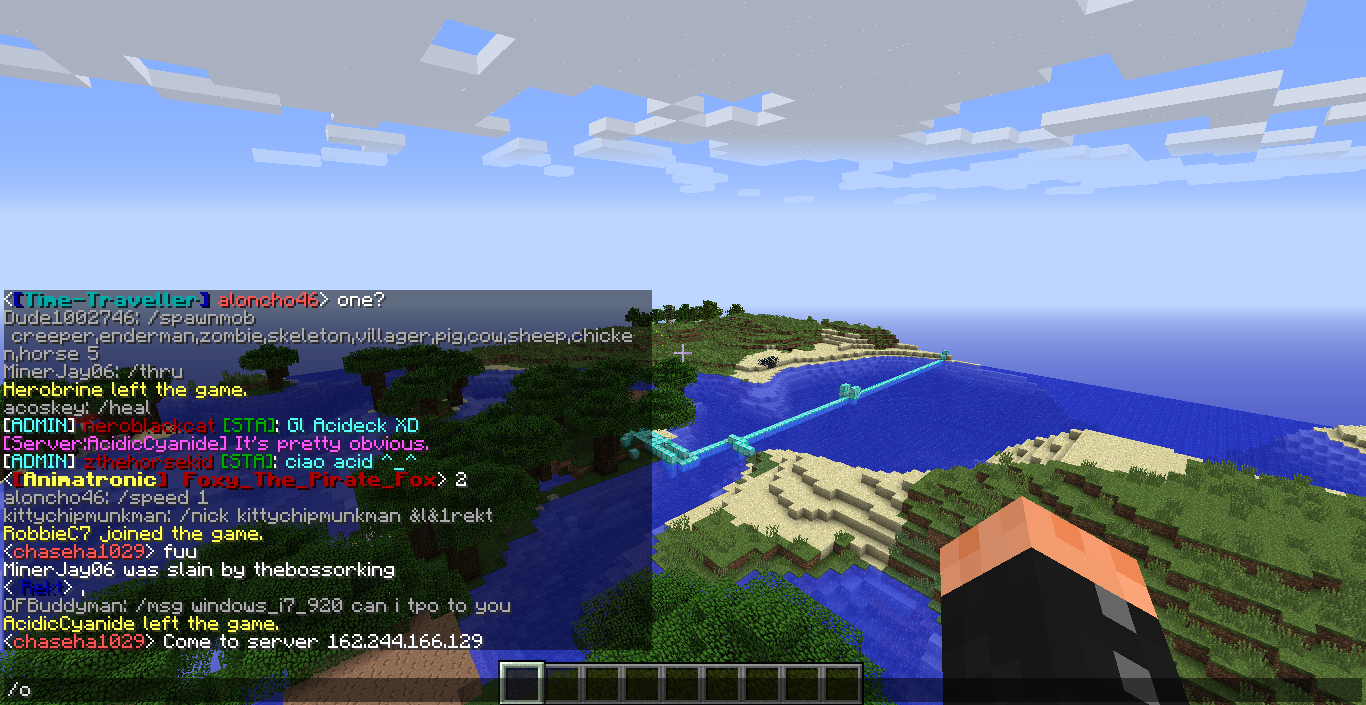 <[Time-Traveller] aloncho46> one?
Dude1002746: /spawnmob
creeper,enderman,zombie,skeleton,villager,pig,cow,sheep,chicke
n,horse 5
MinerJay06: /thru
Herobrine left the game.
acoskey: /heal
[ADMIN] Aeroblackcat [STA]: Gl Acideck XD
[Server:AcidicCyanide] It's pretty obvious.
[ADMIN] zthehorsekid [STA]: ciao acid ^_^
<[Animatronic] Foxy_The_Pirate_Fox> 2
aloncho46: /speed 1
kittychipmunkman: /nick kittychipmunkman &l&1rekt
RobbieC7 joined the game.
<chaseha1029> fuu
MinerJay06 was slain by thebossorking
< Rekt> ,
OFBuddyman: /msg windows_i7_920 can i tpo to you
AcidicCyanide left the game.
<chaseha1029> Come to server 162.244.166.129
/o